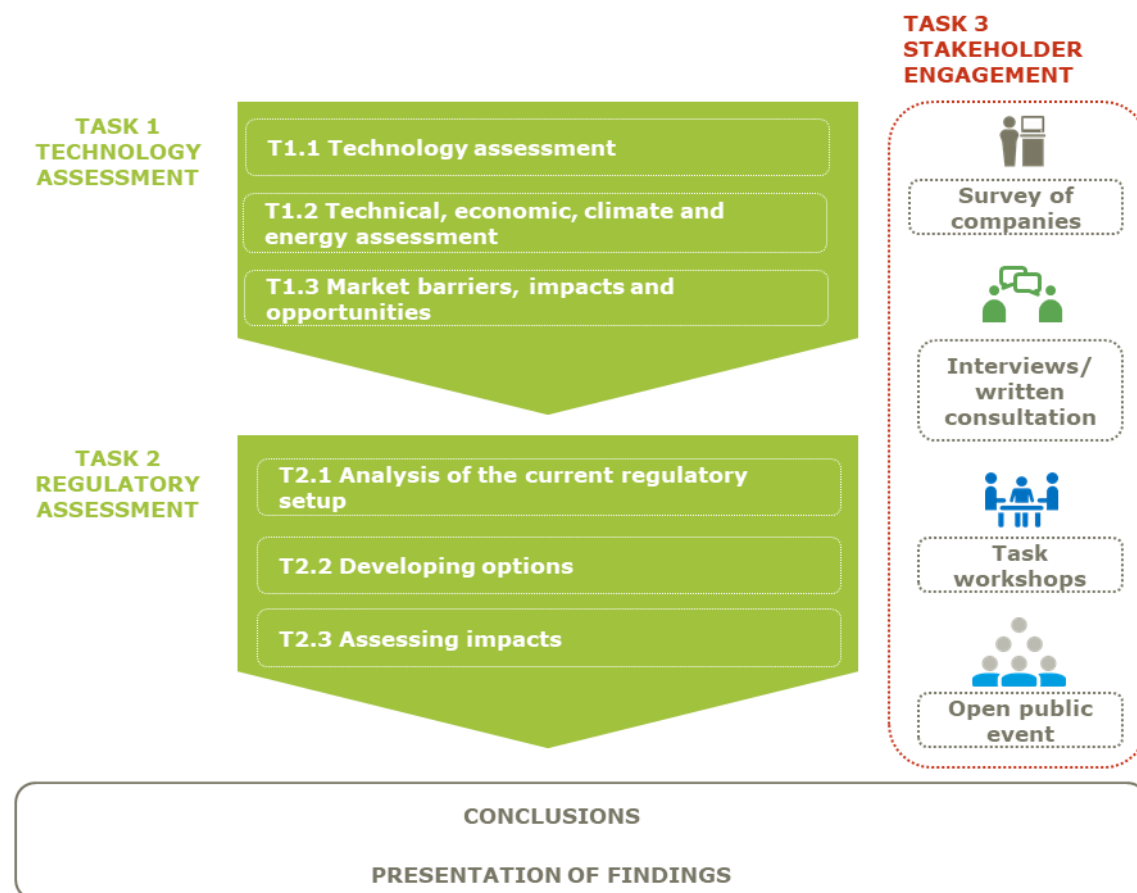 TASK 3
STAKEHOLDER
ENGAGEMENT
TASK 1
TECHNOLOGY
ASSESSMENT
T1.1 Technology assessment
T1.2 Technical, economic, climate and
energy assessment
T1.3 Market barriers, impacts and
opportunities
Survey of
companies
Interviews/
written
consultation
TASK 2
REGULATORY
ASSESSMENT
T2.1 Analysis of the current regulatory
setup
T2.2 Developing options
T2.3 Assessing impacts
Task
workshops
Open public
event
CONCLUSIONS
PRESENTATION OF FINDINGS